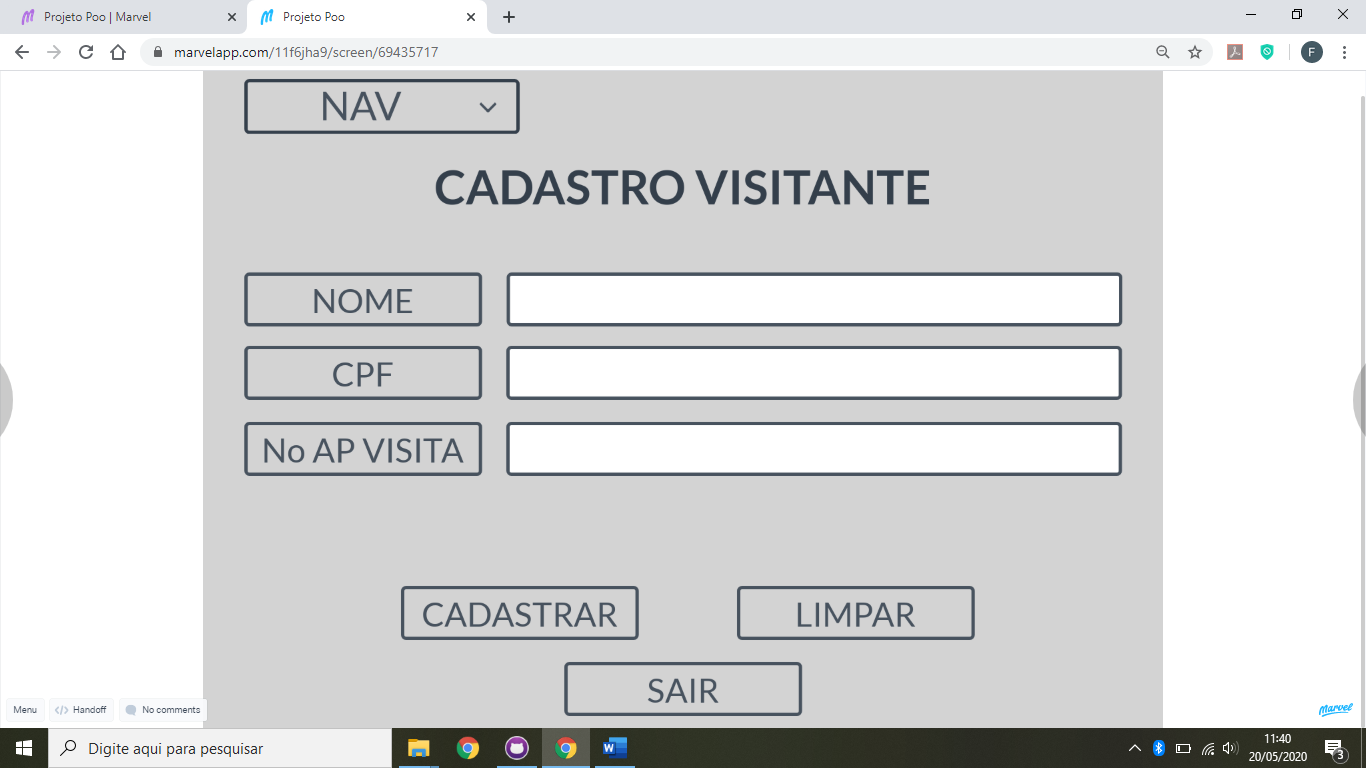 Projeto Poo | Marvel
Projeto Poo
marvelapp.com/11f6jha9/screen/69435717
F
NAV
CADASTRO VISITANTE
NOME
CPF
No AP VISITA
CADASTRAR
LIMPAR
SAIR
Menu
</> Handoff
No comments
Marvel
Digite aqui para pesquisar
W
11:40
20/05/2020
3